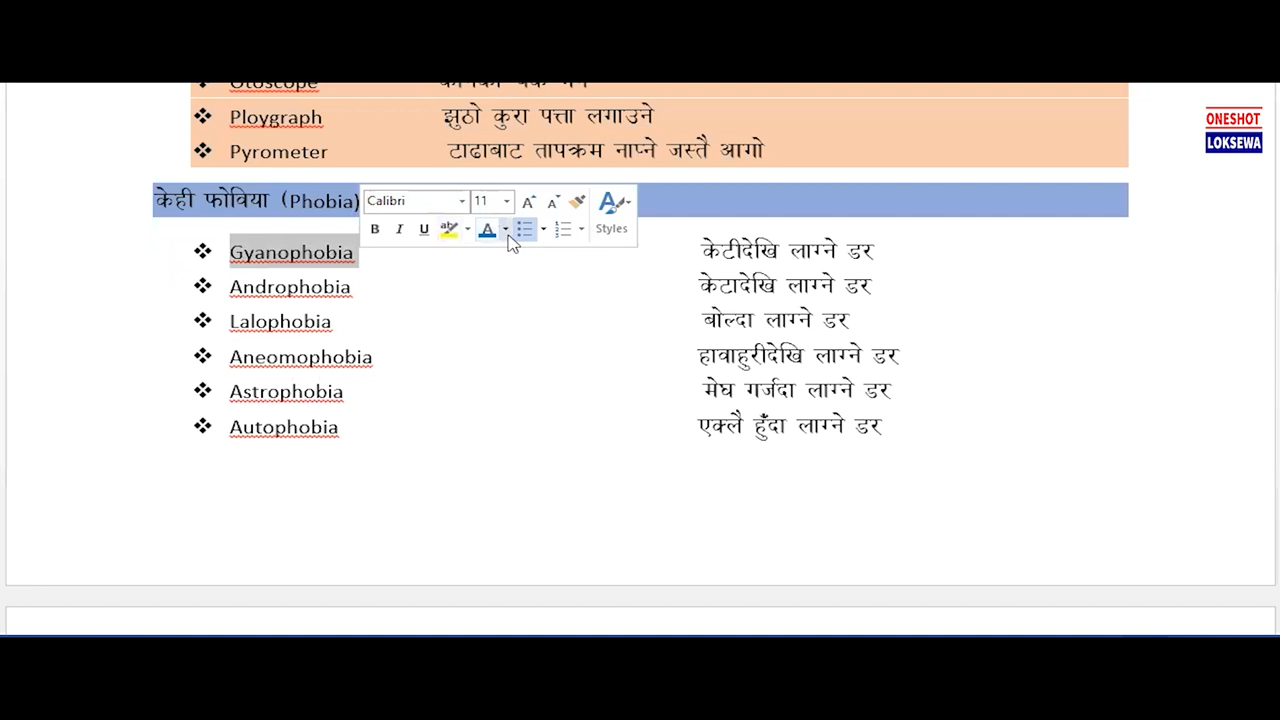 Otoscope
❖ Ploygraph झुठो कुरा पत्ता लगाउने
❖ Pyrometer टाढाबाट तापक्रम नाप्ने जस्तै आगो
ONESHOT
LOKSEWA
केही फोविया (Phobia)
Calibri 11
Styles
❖ Gyanophobia केटीदेखि लाग्ने डर
❖ Androphobia केटादेखि लाग्ने डर
❖ Lalophobia बोल्दा लाग्ने डर
❖ Aneomophobia हावाहुरीदेखि लाग्ने डर
❖ Astrophobia मेघ गर्जदा लाग्ने डर
❖ Autophobia एक्लै हुँदा लाग्ने डर